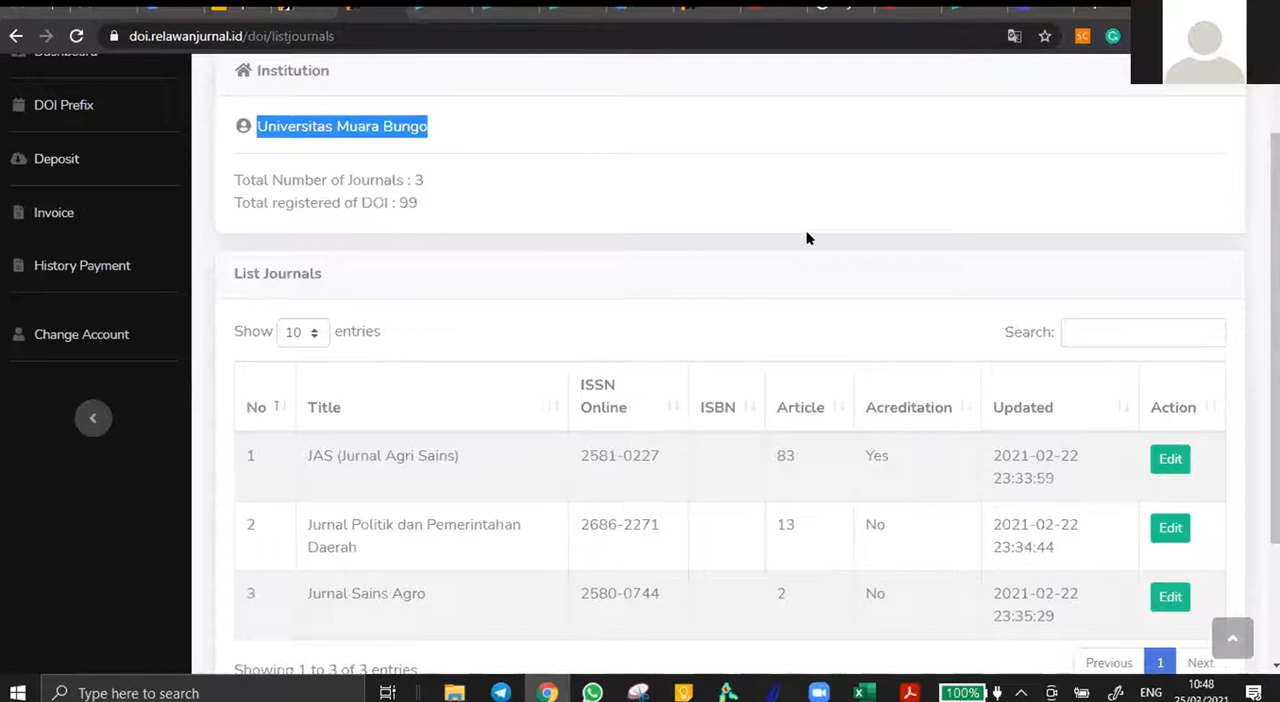 doi.relawanjurnal.id/doi/listjournals
SC
Dashboard
DOI Prefix
Deposit
Invoice
History Payment
Change Account
Institution
Universitas Muara Bungo
Total Number of Journals : 3
Total registered of DOI : 99
List Journals
Show 10 entries
Search:
No Title ISSN Online ISBN Article Acreditation Updated Action
1 JAS (Jurnal Agri Sains) 2581-0227 83 Yes 2021-02-22 23:33:59 Edit
2 Jurnal Politik dan Pemerintahan Daerah 2686-2271 13 No 2021-02-22 23:34:44 Edit
3 Jurnal Sains Agro 2580-0744 2 No 2021-02-22 23:35:29 Edit
Showing 1 to 3 of 3 entries
Previous 1 Next
Type here to search
100%
ENG
10:48
25/03/2021